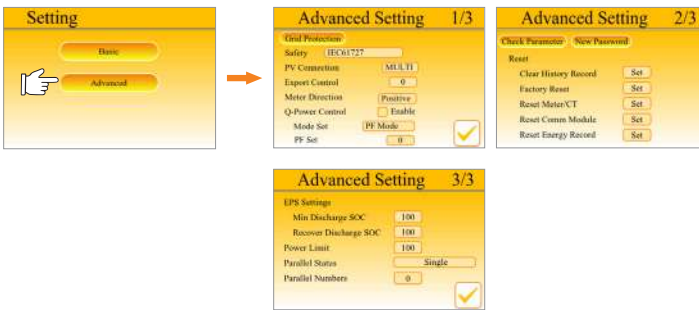 Setting
Basic
Advanced
Advanced Setting 1/3
Grid Protection
Safety IEC61727
PV Connection MULTI
Export Control 0
Meter Direction Positive
Q-Power Control Enable
Mode Set PF Mode
PF Set 0
Advanced Setting 2/3
Check Parameter New Password
Reset
Clear History Record Set
Factory Reset Set
Reset Meter/CT Set
Reset Comm Module Set
Reset Energy Record Set
Advanced Setting 3/3
EPS Settings
Min Discharge SOC 100
Recover Discharge SOC 100
Power Limit 100
Parallel Status Single
Parallel Numbers 0